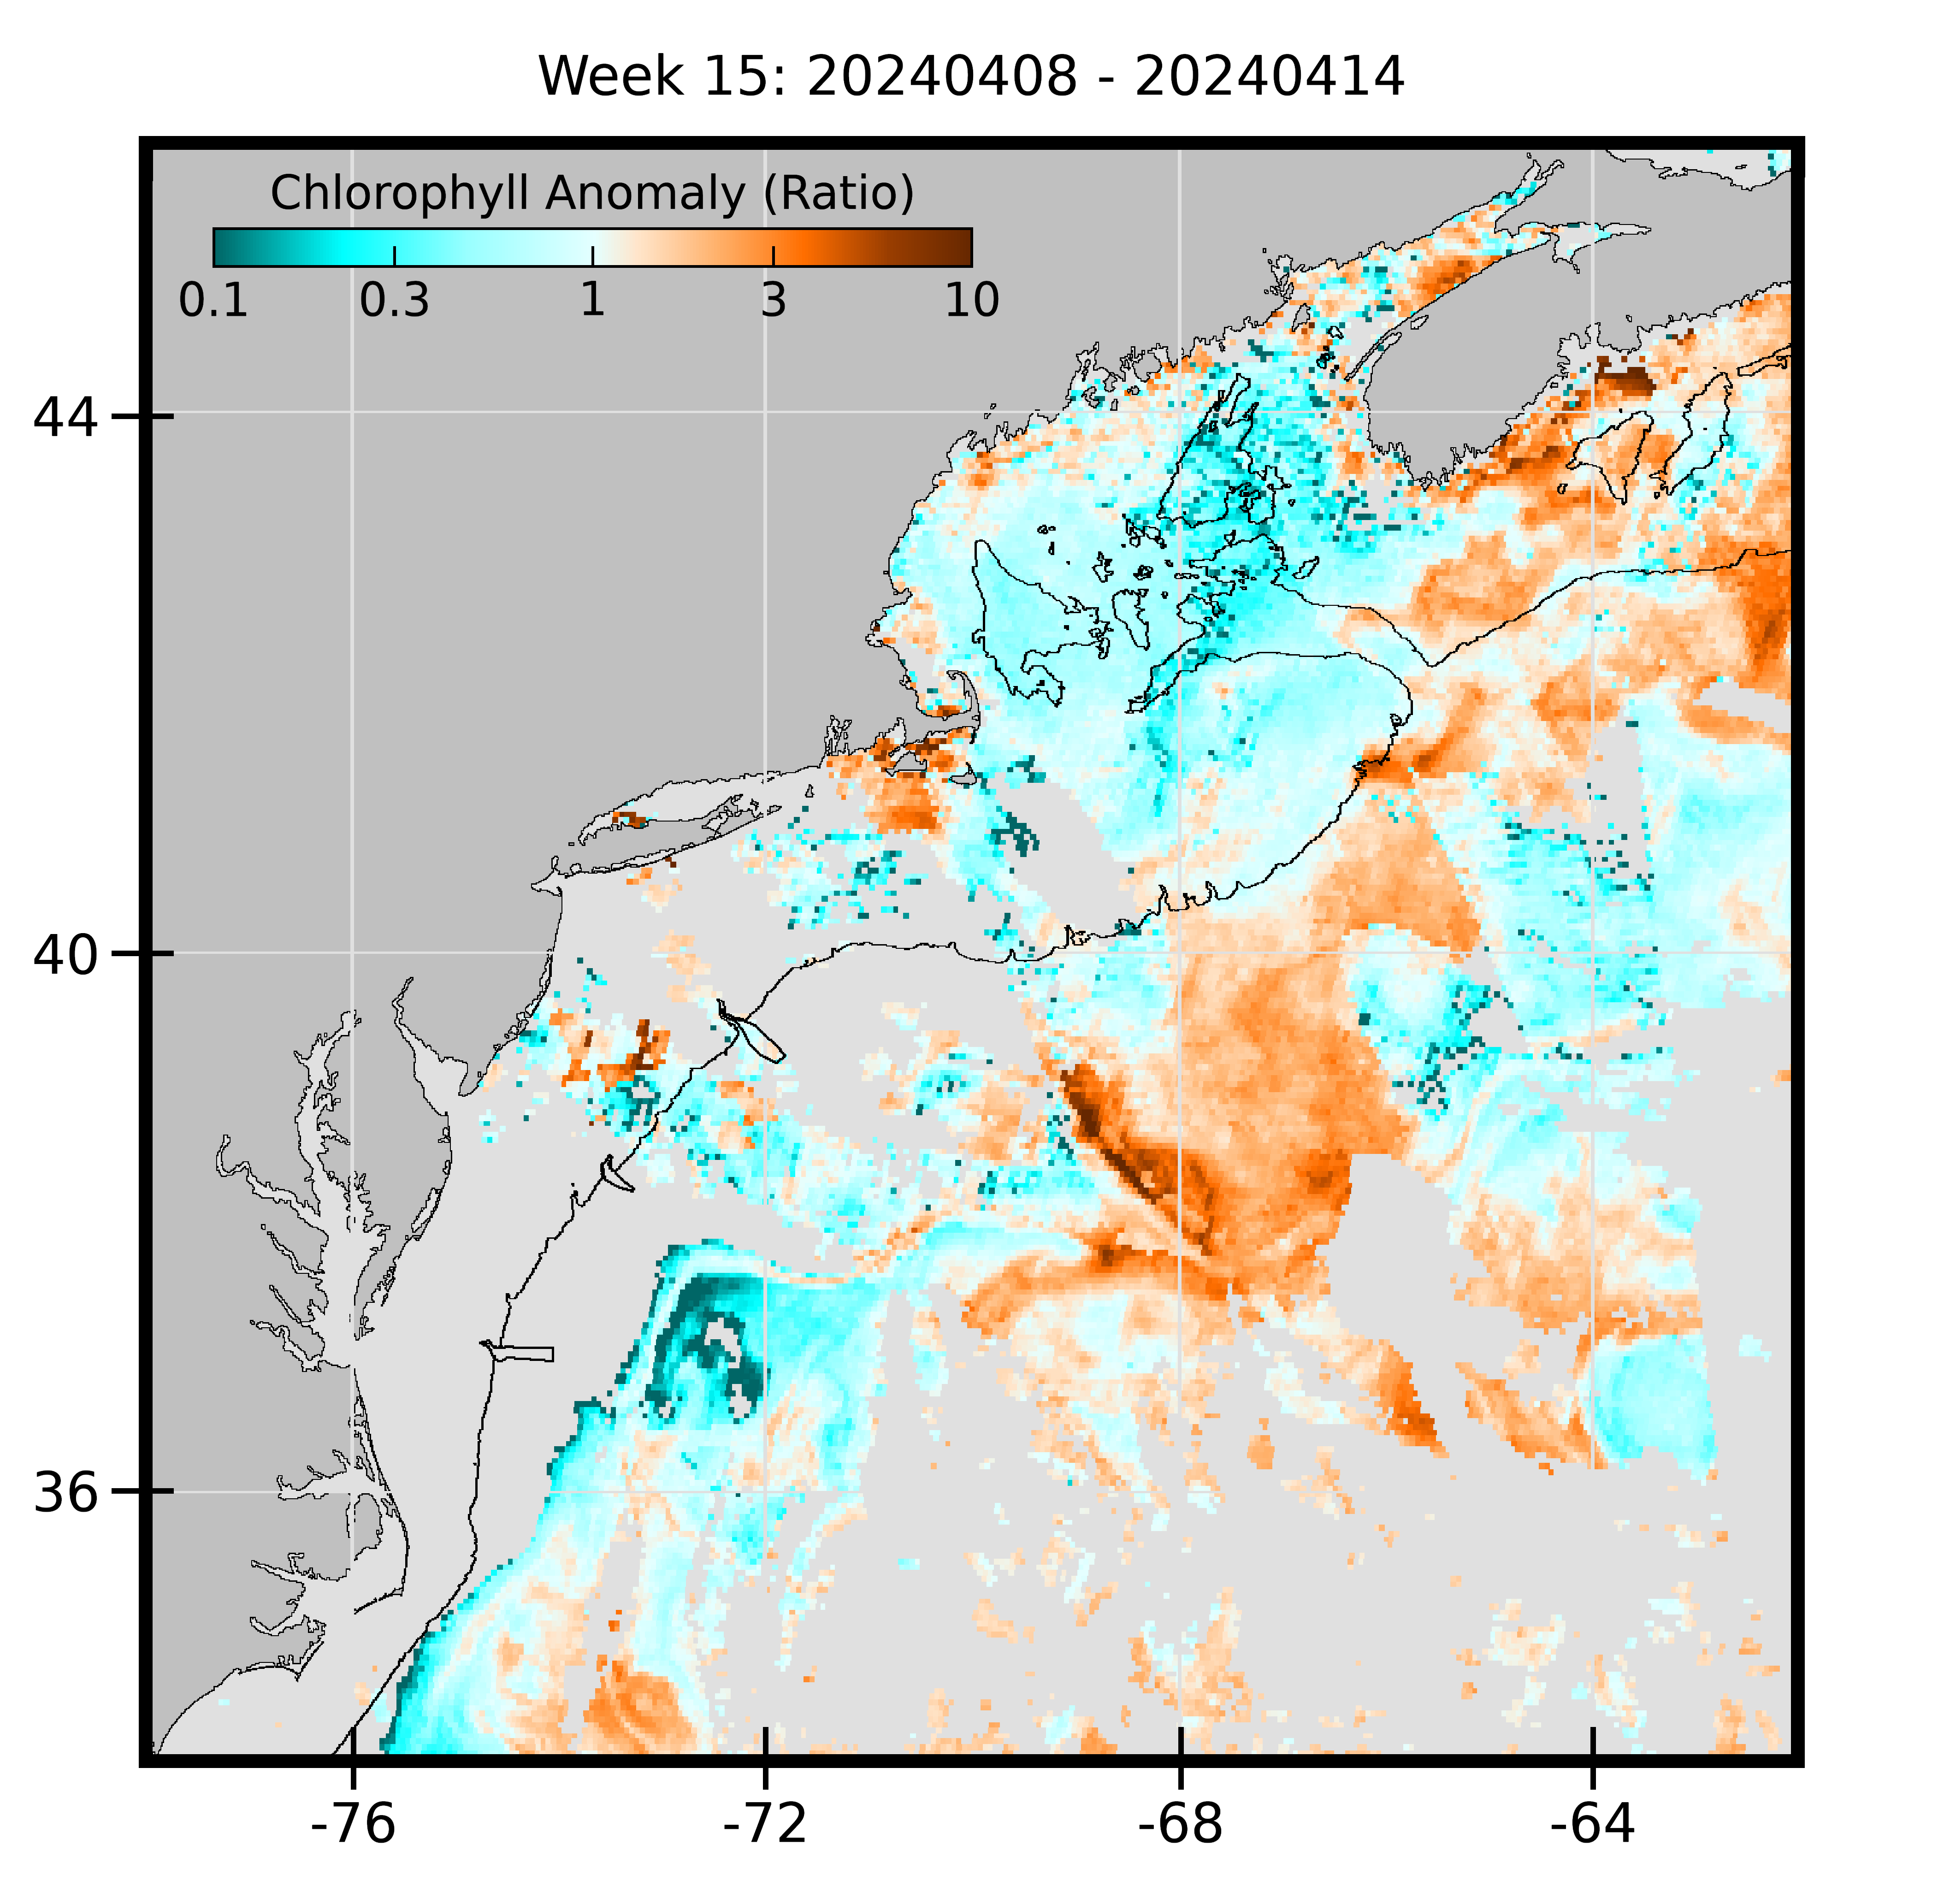 Week 15: 20240408 - 20240414
Chlorophyll Anomaly (Ratio)
0.1 0.3 1 3 10
44
40
36
-76 -72 -68 -64